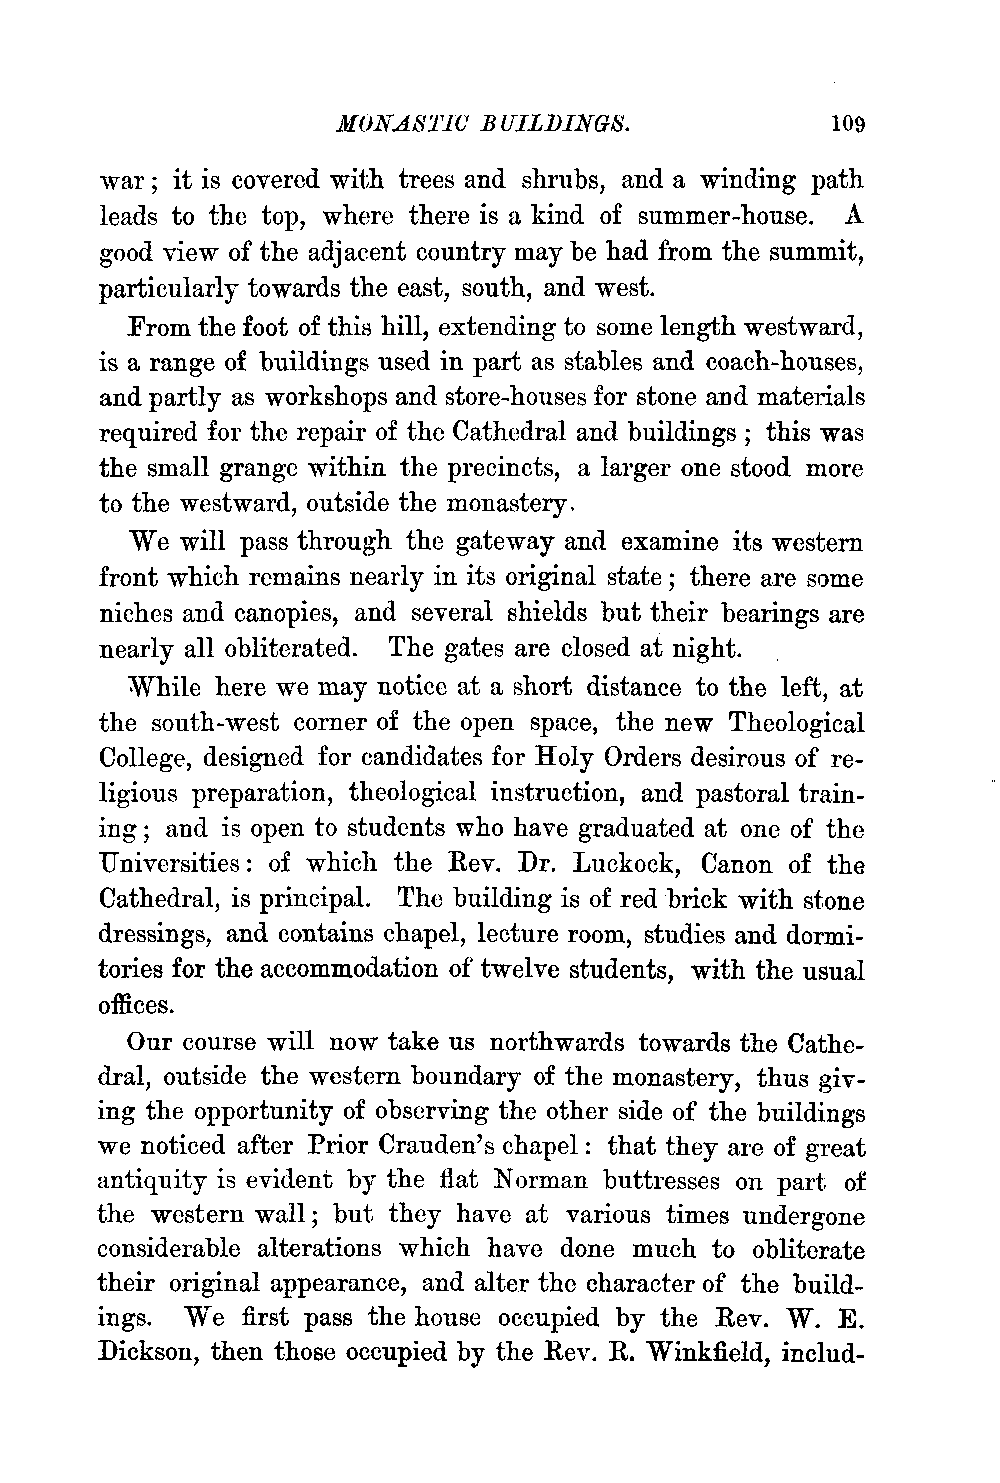 MONASTIC BUILDINGS. 109
war; it is covered with trees and shrubs, and a winding path
leads to the top, where there is a kind of summer-house. A
good view of the adjacent country may be had from the summit,
particularly towards the east, south, and west.
From the foot of this hill, extending to some length westward,
is a range of buildings used in part as stables and coach-houses,
and partly as workshops and store-houses for stone and materials
required for the repair of the Cathedral and buildings; this was
the small grange within the precincts, a larger one stood more
to the westward, outside the monastery.
We will pass through the gateway and examine its western
front which remains nearly in its original state; there are some
niches and canopies, and several shields but their bearings are
nearly all obliterated. The gates are closed at night.
While here we may notice at a short distance to the left, at
the south-west corner of the open space, the new Theological
College, designed for candidates for Holy Orders desirous of re-
ligious preparation, theological instruction, and pastoral train-
ing; and is open to students who have graduated at one of the
Universities: of which the Rev. Dr. Luckock, Canon of the
Cathedral, is principal. The building is of red brick with stone
dressings, and contains chapel, lecture room, studies and dormi-
tories for the accommodation of twelve students, with the usual
offices.
Our course will now take us northwards towards the Cathe-
dral, outside the western boundary of the monastery, thus giv-
ing the opportunity of observing the other side of the buildings
we noticed after Prior Crauden's chapel: that they are of great
antiquity is evident by the flat Norman buttresses on part of
the western wall; but they have at various times undergone
considerable alterations which have done much to obliterate
their original appearance, and alter the character of the build-
ings. We first pass the house occupied by the Rev. W. E.
Dickson, then those occupied by the Rev. R. Winkfield, includ-